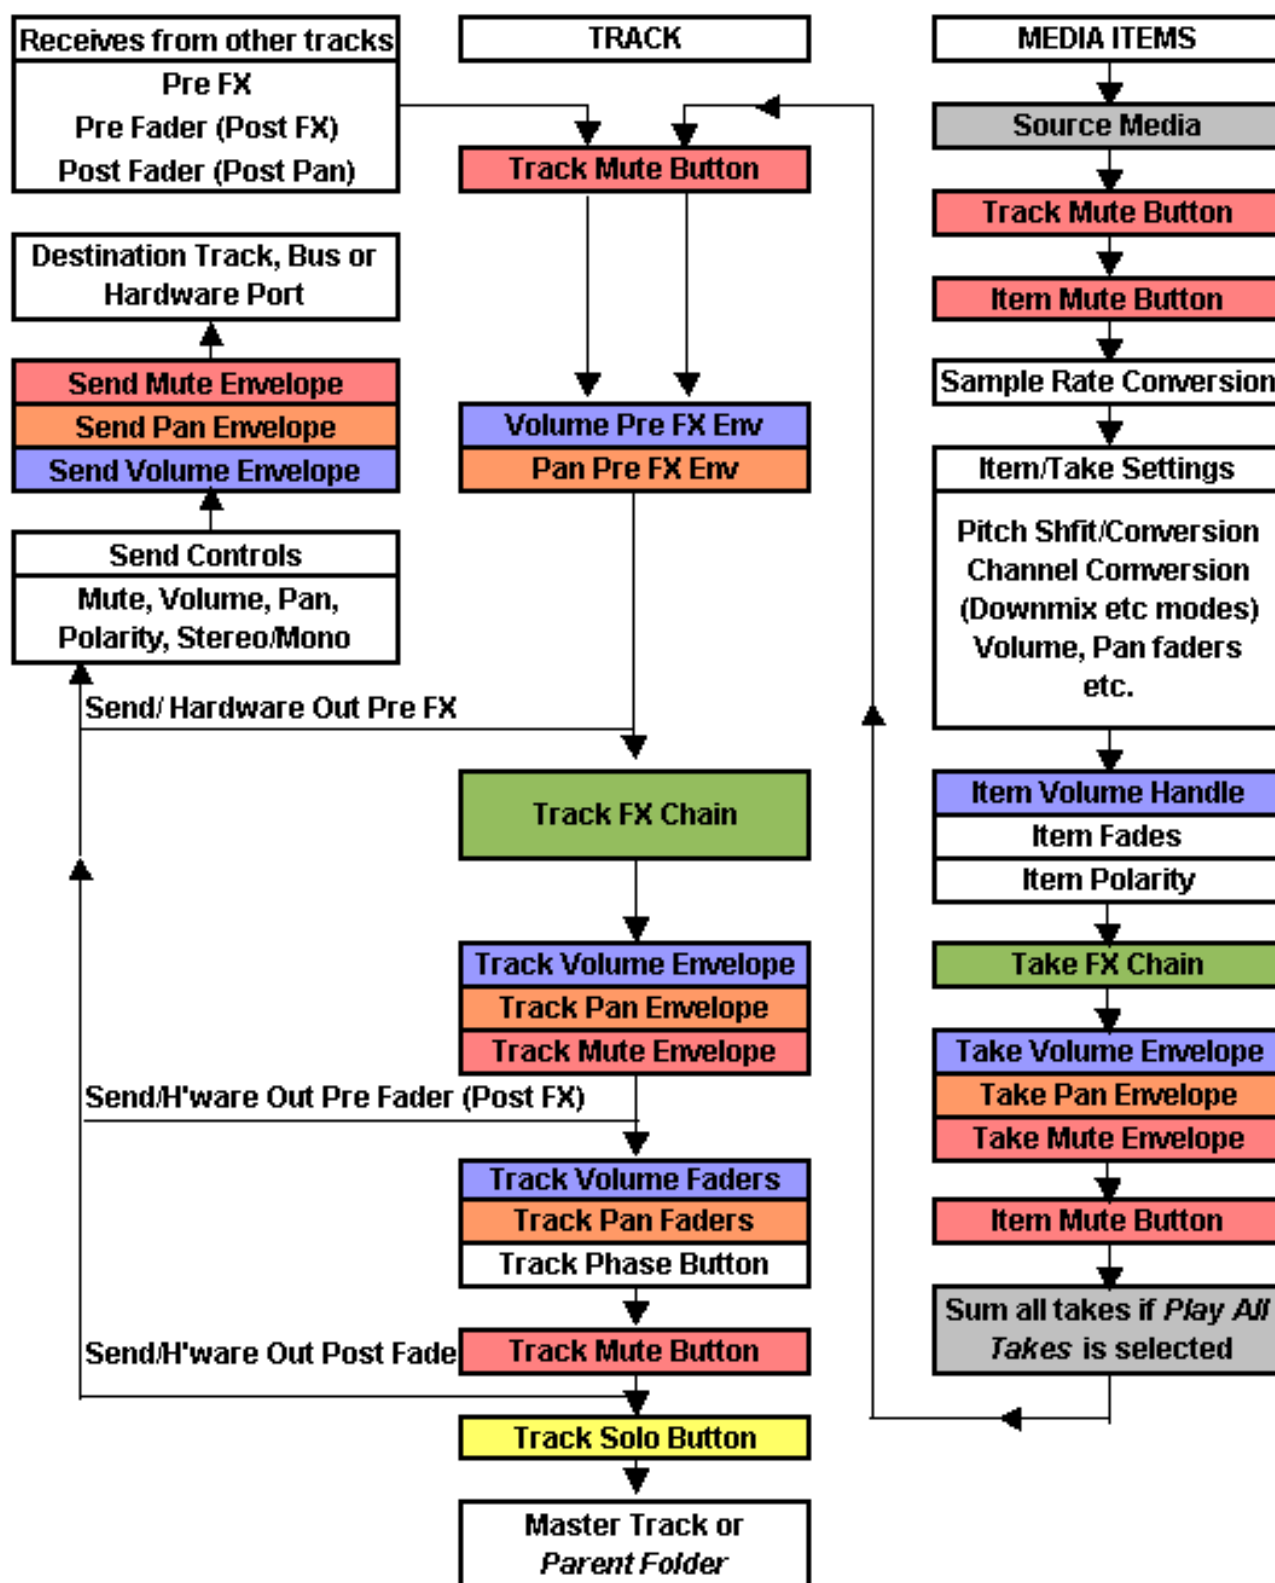 Receives from other tracks
Pre FX
Pre Fader (Post FX)
Post Fader (Post Pan)
Destination Track, Bus or
Hardware Port
Send Mute Envelope
Send Pan Envelope
Send Volume Envelope
Send Controls
Mute, Volume, Pan,
Polarity, Stereo/Mono
Send/ Hardware Out Pre FX
Send/H'ware Out Pre Fader (Post FX)
Send/H'ware Out Post Fade
TRACK
Track Mute Button
Volume Pre FX Env
Pan Pre FX Env
Track FX Chain
Track Volume Envelope
Track Pan Envelope
Track Mute Envelope
Track Volume Faders
Track Pan Faders
Track Phase Button
Track Mute Button
Track Solo Button
Master Track or
Parent Folder
MEDIA ITEMS
Source Media
Track Mute Button
Item Mute Button
Sample Rate Conversion
Item/Take Settings
Pitch Shfit/Conversion
Channel Comversion
(Downmix etc modes)
Volume, Pan faders
etc.
Item Volume Handle
Item Fades
Item Polarity
Take FX Chain
Take Volume Envelope
Take Pan Envelope
Take Mute Envelope
Item Mute Button
Sum all takes if Play All
Takes is selected